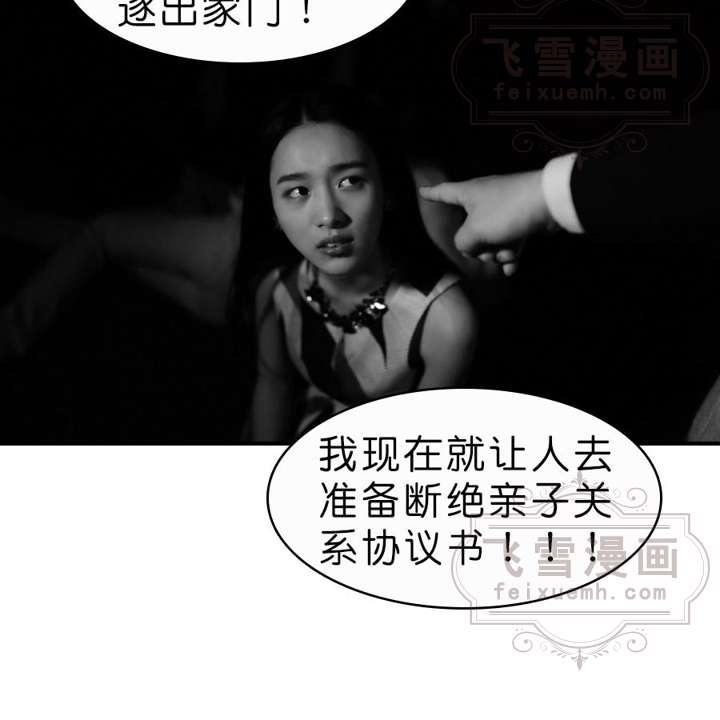 逐出家门！
飞雪漫画
feixuemh.com
我现在就让人去
准备断绝亲子关
系协议书！！！
飞雪漫画
feixuemh.com